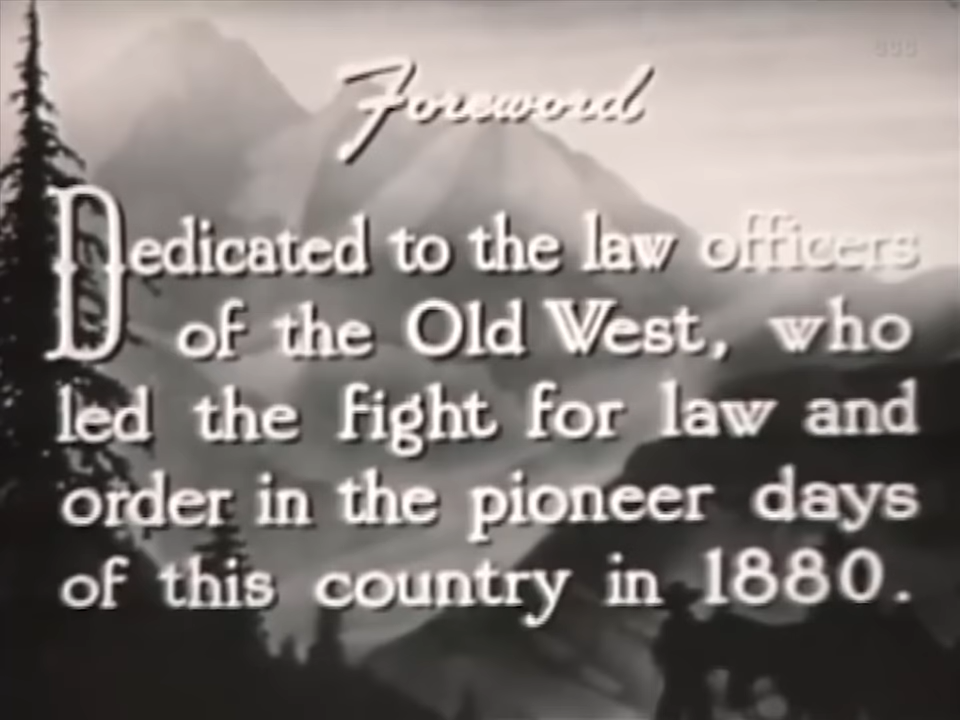 Foreword
Dedicated to the law officers
of the Old West, who
led the fight for law and
order in the pioneer days
of this country in 1880.